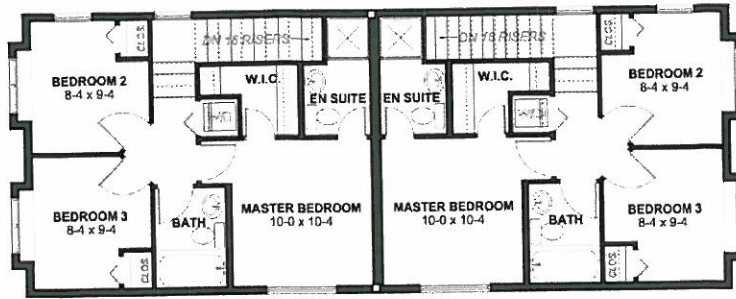 CLOS.
DN 16 RISERS
DN 16 RISERS
CLOS.
BEDROOM 2
8-4 x 9-4
W.I.C.
EN SUITE
EN SUITE
W.I.C.
BEDROOM 2
8-4 x 9-4
W/D
W/D
BEDROOM 3
8-4 x 9-4
BATH
MASTER BEDROOM
10-0 x 10-4
MASTER BEDROOM
10-0 x 10-4
BATH
BEDROOM 3
8-4 x 9-4
CLOS.
CLOS.